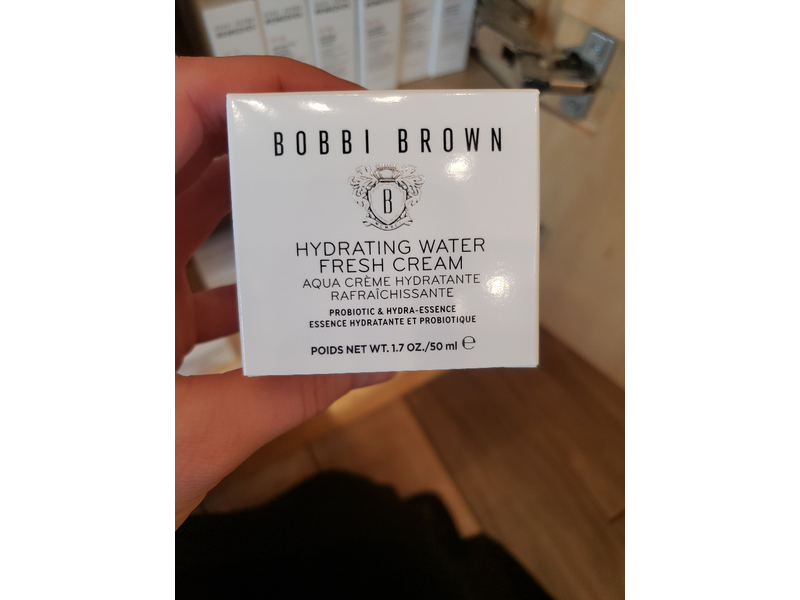 BOBBI BROWN
B
HYDRATING WATER
FRESH CREAM
AQUA CRÈME HYDRATANTE
RAFRAÎCHISSANTE
PROBIOTIC & HYDRA-ESSENCE
ESSENCE HYDRATANTE ET PROBIOTIQUE
POIDS NET WT. 1.7 OZ./50 ml ℮